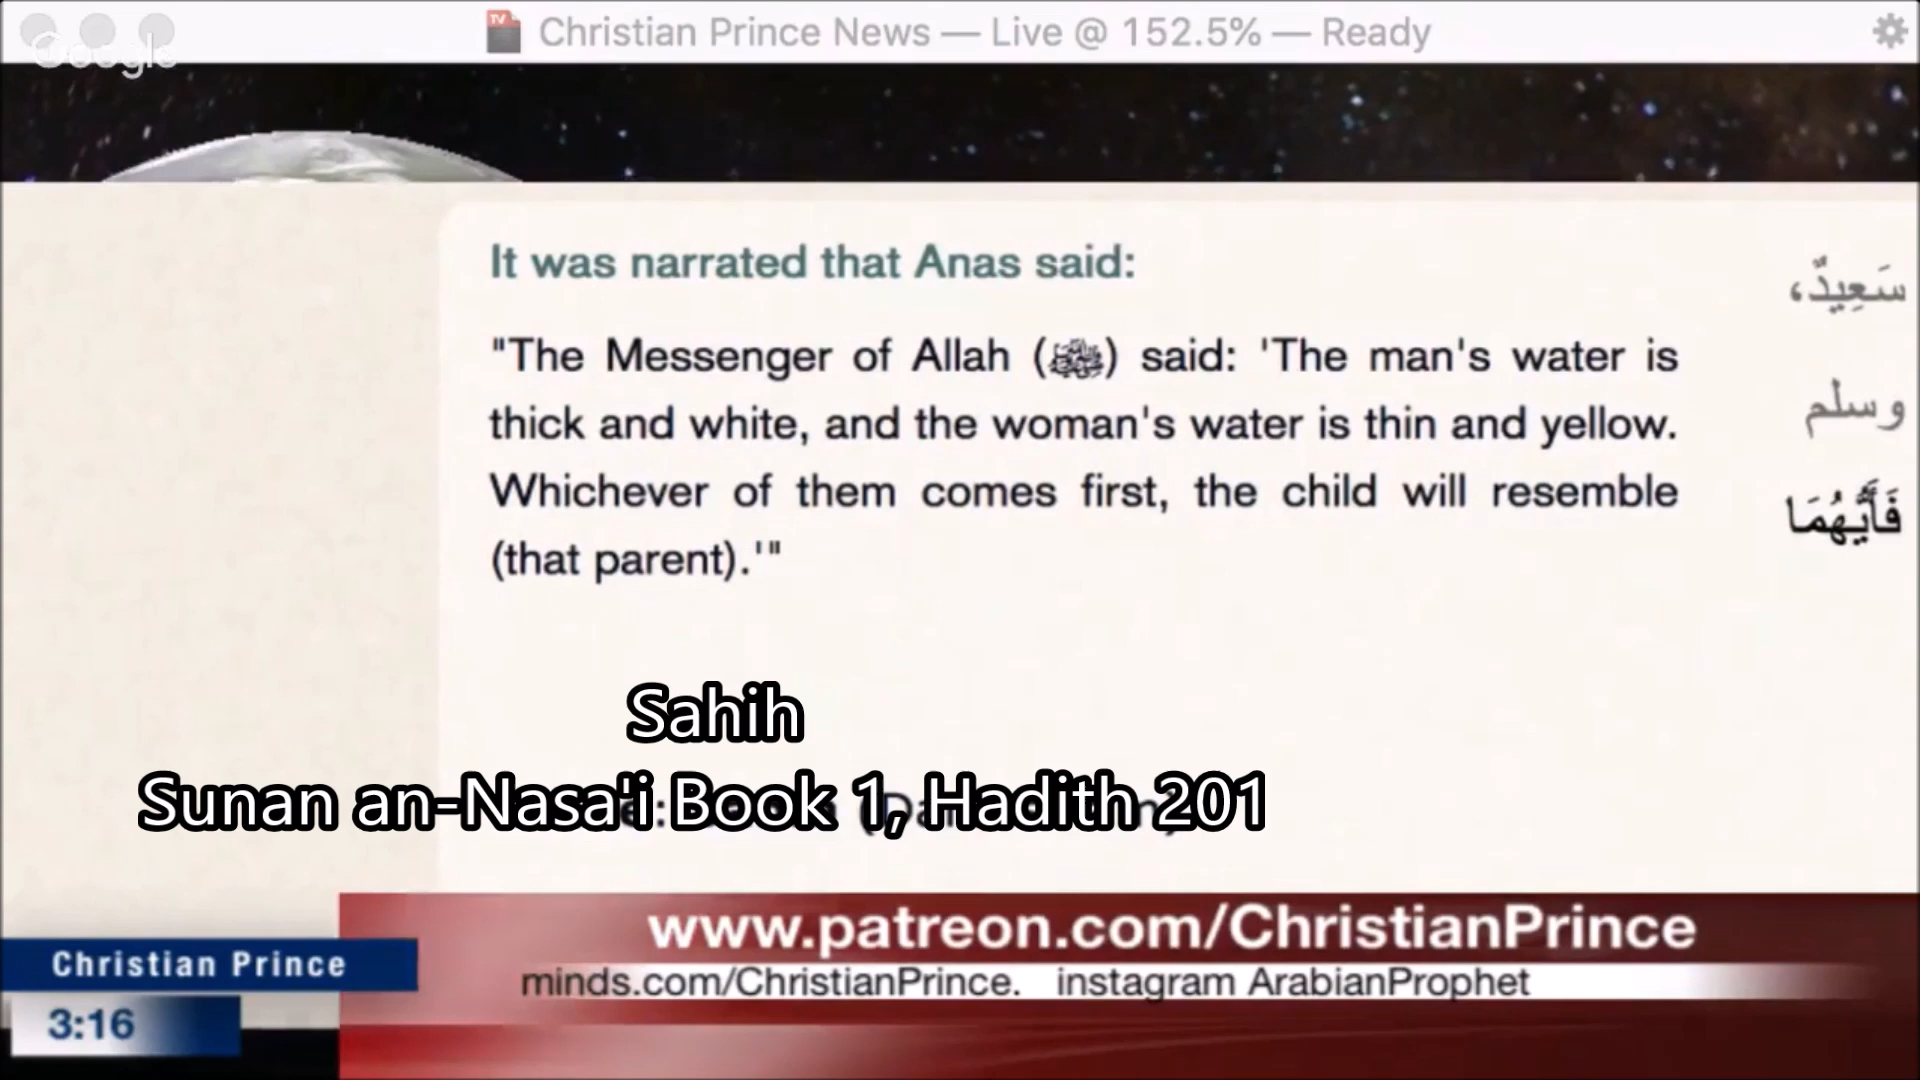 Christian Prince News — Live @ 152.5% — Ready
Google
It was narrated that Anas said:
"The Messenger of Allah (ﷺ) said: 'The man's water is
thick and white, and the woman's water is thin and yellow.
Whichever of them comes first, the child will resemble
(that parent).'"
سَعِيدٌ،
وسلم
فَأَيُّهُمَا
Sahih
Sunan an-Nasa'i Book 1, Hadith 201
www.patreon.com/ChristianPrince
minds.com/ChristianPrince. instagram ArabianProphet
Christian Prince
3:16